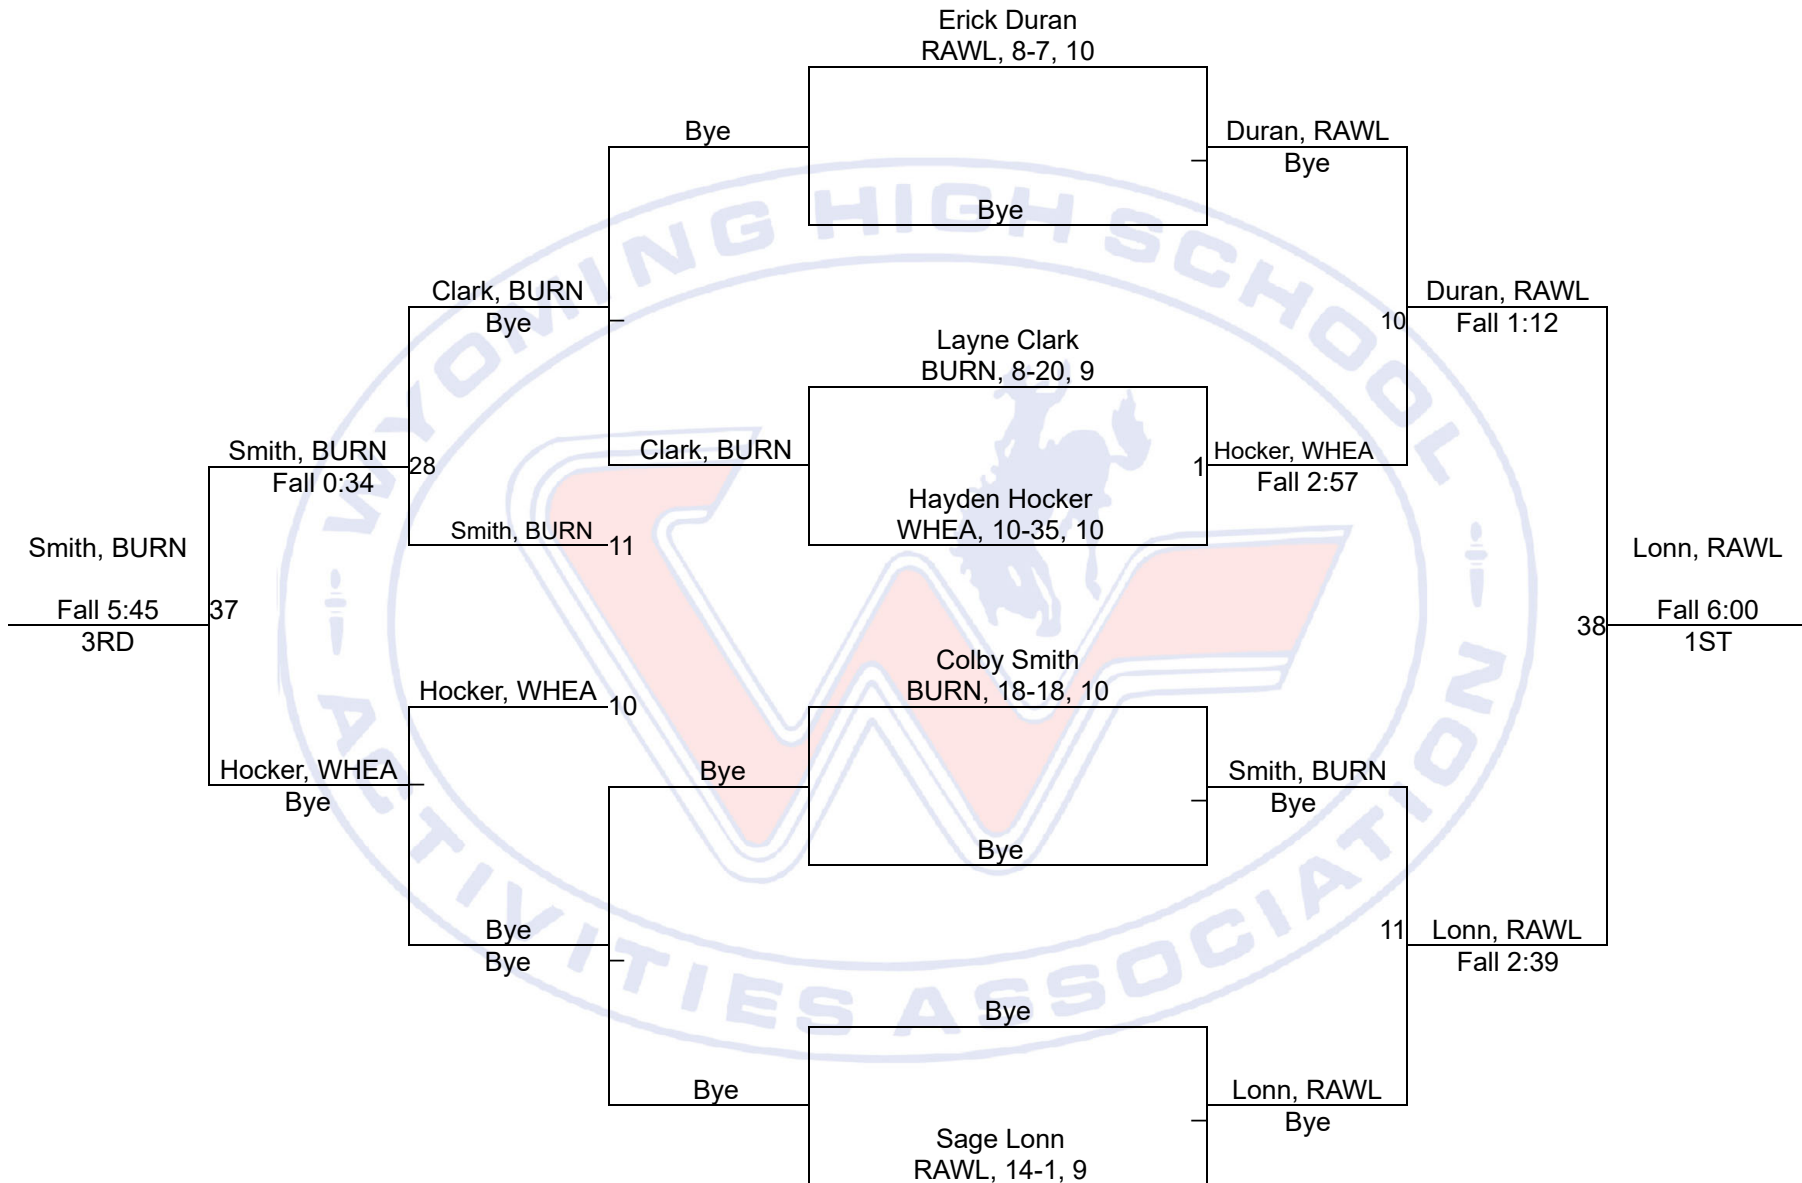 Erick Duran
RAWL, 8-7, 10
Bye
Duran, RAWL
Bye
Bye
Clark, BURN
Bye
Duran, RAWL
10
Fall 1:12
Layne Clark
BURN, 8-20, 9
Smith, BURN
28
Fall 0:34
Clark, BURN
1
Hocker, WHEA
Fall 2:57
Hayden Hocker
WHEA, 10-35, 10
Smith, BURN
11
Smith, BURN
Fall 5:45
37
3RD
Lonn, RAWL
38
Fall 6:00
1ST
Colby Smith
BURN, 18-18, 10
Hocker, WHEA
10
Hocker, WHEA
Bye
Bye
Smith, BURN
Bye
Bye
Bye
Bye
11
Lonn, RAWL
Fall 2:39
Bye
Bye
Lonn, RAWL
Bye
Sage Lonn
RAWL, 14-1, 9
WYOMING HIGH SCHOOL
ACTIVITIES ASSOCIATION